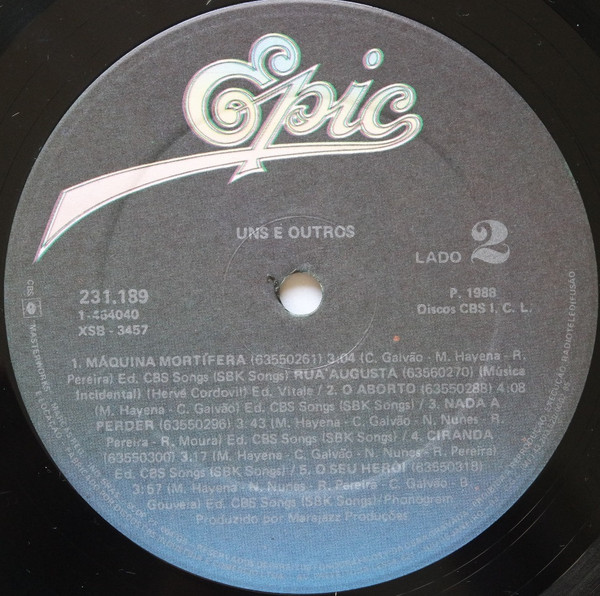 Epic
UNS E OUTROS
LADO 2
231.189
1-464040
XSB - 3457
P. 1988
Discos CBS I. C. L.
1. MÁQUINA MORTÍFERA (63550261) 3:04 (C. Galvão - M. Hayena - R.
Pereira) Ed. CBS Songs (SBK Songs) RUA AUGUSTA (63560270) (Música
Incidental) (Hervé Cordovil) Ed. Vitale / 2. O ABORTO (63550288) 4:08
(M. Hayena - C. Galvão) Ed. CBS Songs (SBK Songs) / 3. NADA A
PERDER (63550296) 3:43 (M. Hayena - C. Galvão - N. Nunes - R.
Pereira - R. Moura) Ed. CBS Songs (SBK Songs) / 4. CIRANDA
(63550300) 3:17 (M. Hayena - N. Nunes - R. Pereira)
Ed. CBS Songs (SBK Songs) / 5. O SEU HERÓI (63550318)
3:57 (M. Hayena - N. Nunes - R. Pereira - C. Galvão - B.
Gouvera) Ed. CBS Songs (SBK Songs) Phonogram
Produzido por Marajazz Produções
CBS
MASTERWORKS